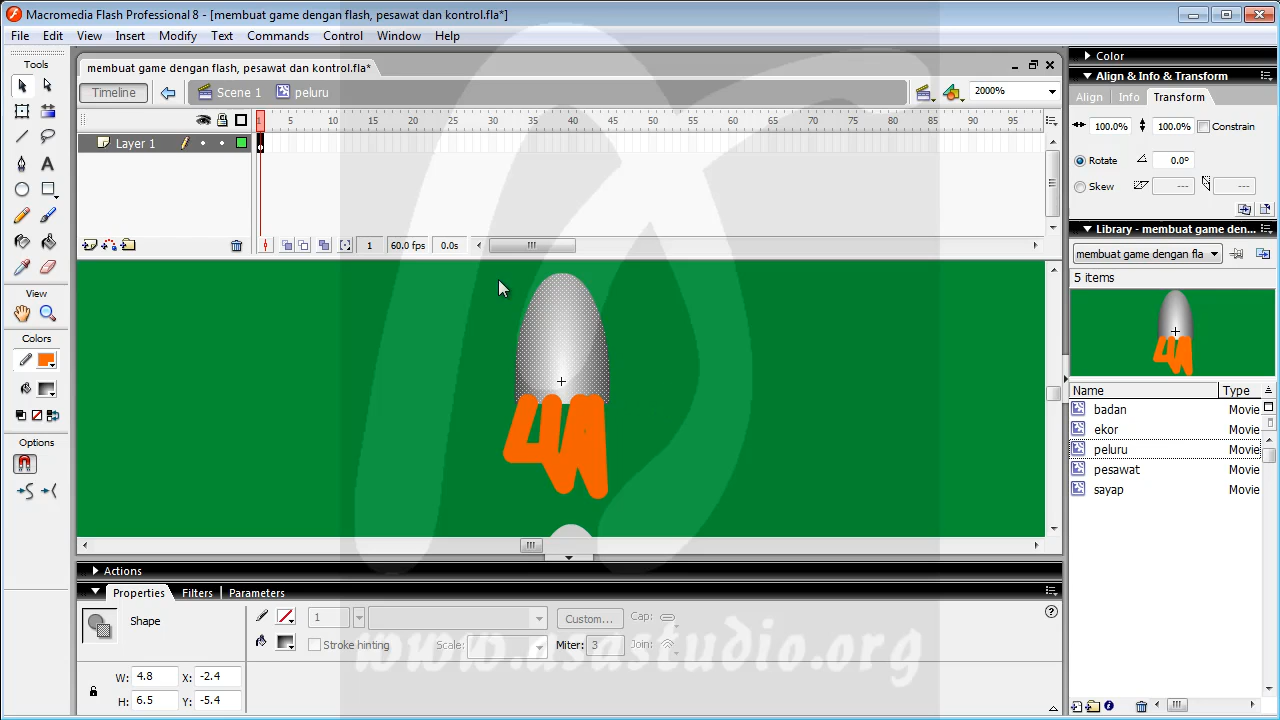 Macromedia Flash Professional 8 - [membuat game dengan flash, pesawat dan kontrol.fla*]
File Edit View Insert Modify Text Commands Control Window Help
Tools
membuat game dengan flash, pesawat dan kontrol.fla*
Timeline Scene 1 peluru 2000%
1 5 10 15 20 25 30 35 40 45 50 55 60 65 70 75 80 85 90 95
Layer 1
1 60.0 fps 0.0s
View
Colors
Options
Color
Align & Info & Transform
Align Info Transform
100.0% 100.0% Constrain
Rotate 0.0°
Skew --- ---
Library - membuat game den...
membuat game dengan fla
5 items
Name Type
badan Movie
ekor Movie
peluru Movie
pesawat Movie
sayap Movie
Actions
Properties Filters Parameters
Shape
1 Custom... Cap:
Stroke hinting Scale: Miter: 3 Join:
W: 4.8 X: -2.4
H: 6.5 Y: -5.4
www.asastudio.org